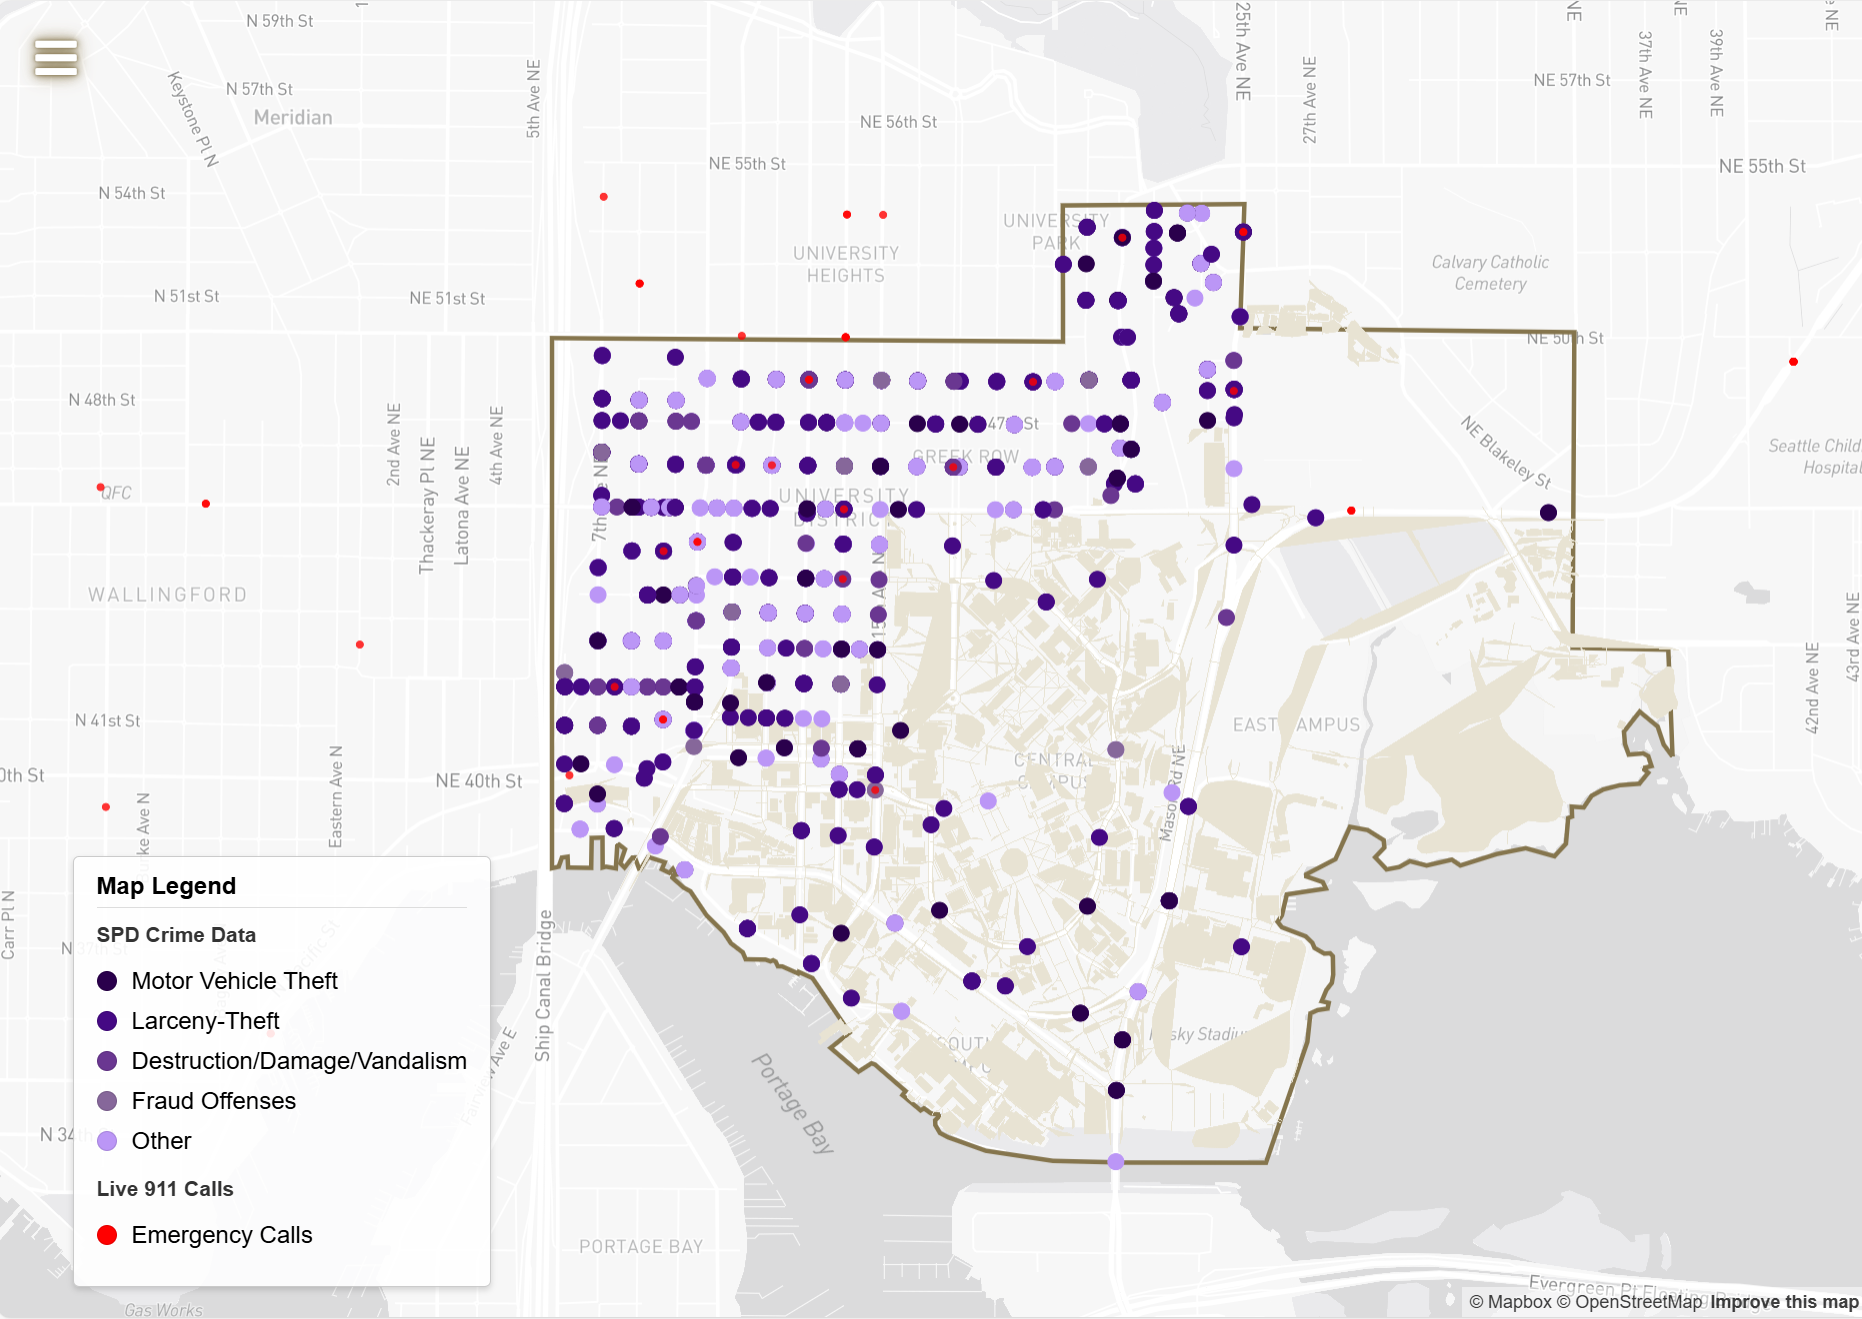 N 59th St
25th Ave NE
NE
NE
e NE
Keystone Pl N
N 57th St
Meridian
5th Ave NE
27th Ave NE
NE 57th St
37th Ave NE
39th Ave NE
NE 56th St
NE 55th St
NE 55th St
N 54th St
UNIVERSITY
PARK
UNIVERSITY
HEIGHTS
Calvary Catholic
Cemetery
N 51st St
NE 51st St
N 48th St
2nd Ave NE
Thackeray Pl NE
Latona Ave NE
4th Ave NE
47th St
GREEK ROW
NE Blakeley St
Seattle Child
Hospital
QFC
UNIVERSITY
DISTRICT
7th
WALLINGFORD
42nd Ave NE
43rd Ave NE
N 41st St
EAST CAMPUS
CENTRAL
CAMPUS
Mason Rd NE
0th St
Eastern Ave N
NE 40th St
Carr Pl N
Ship Canal Bridge
Portage Bay
Husky Stadium
N 34th
PORTAGE BAY
Gas Works
Map Legend
SPD Crime Data
Motor Vehicle Theft
Larceny-Theft
Destruction/Damage/Vandalism
Fraud Offenses
Other
Live 911 Calls
Emergency Calls
© Mapbox © OpenStreetMap Improve this map